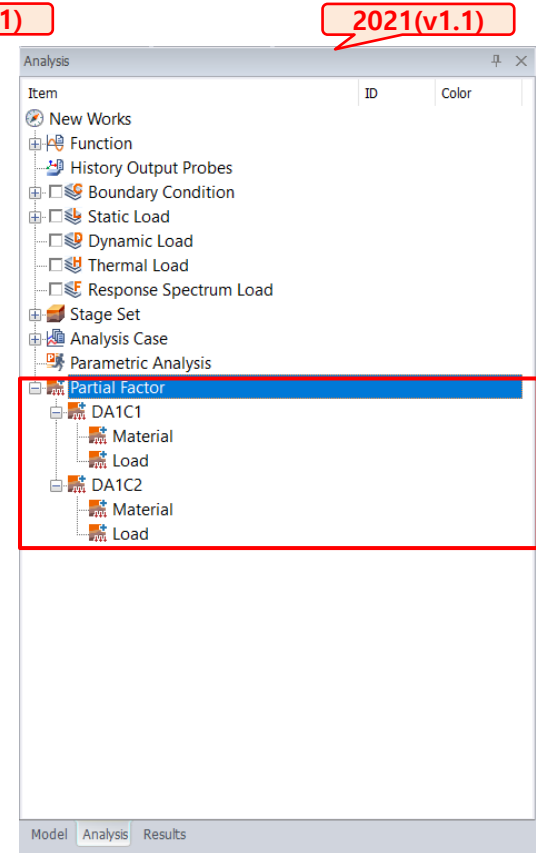 1)
2021(v1.1)
Analysis
Item ID Color
New Works
Function
History Output Probes
Boundary Condition
Static Load
Dynamic Load
Thermal Load
Response Spectrum Load
Stage Set
Analysis Case
Parametric Analysis
Partial Factor
DA1C1
Material
Load
DA1C2
Material
Load
Model Analysis Results